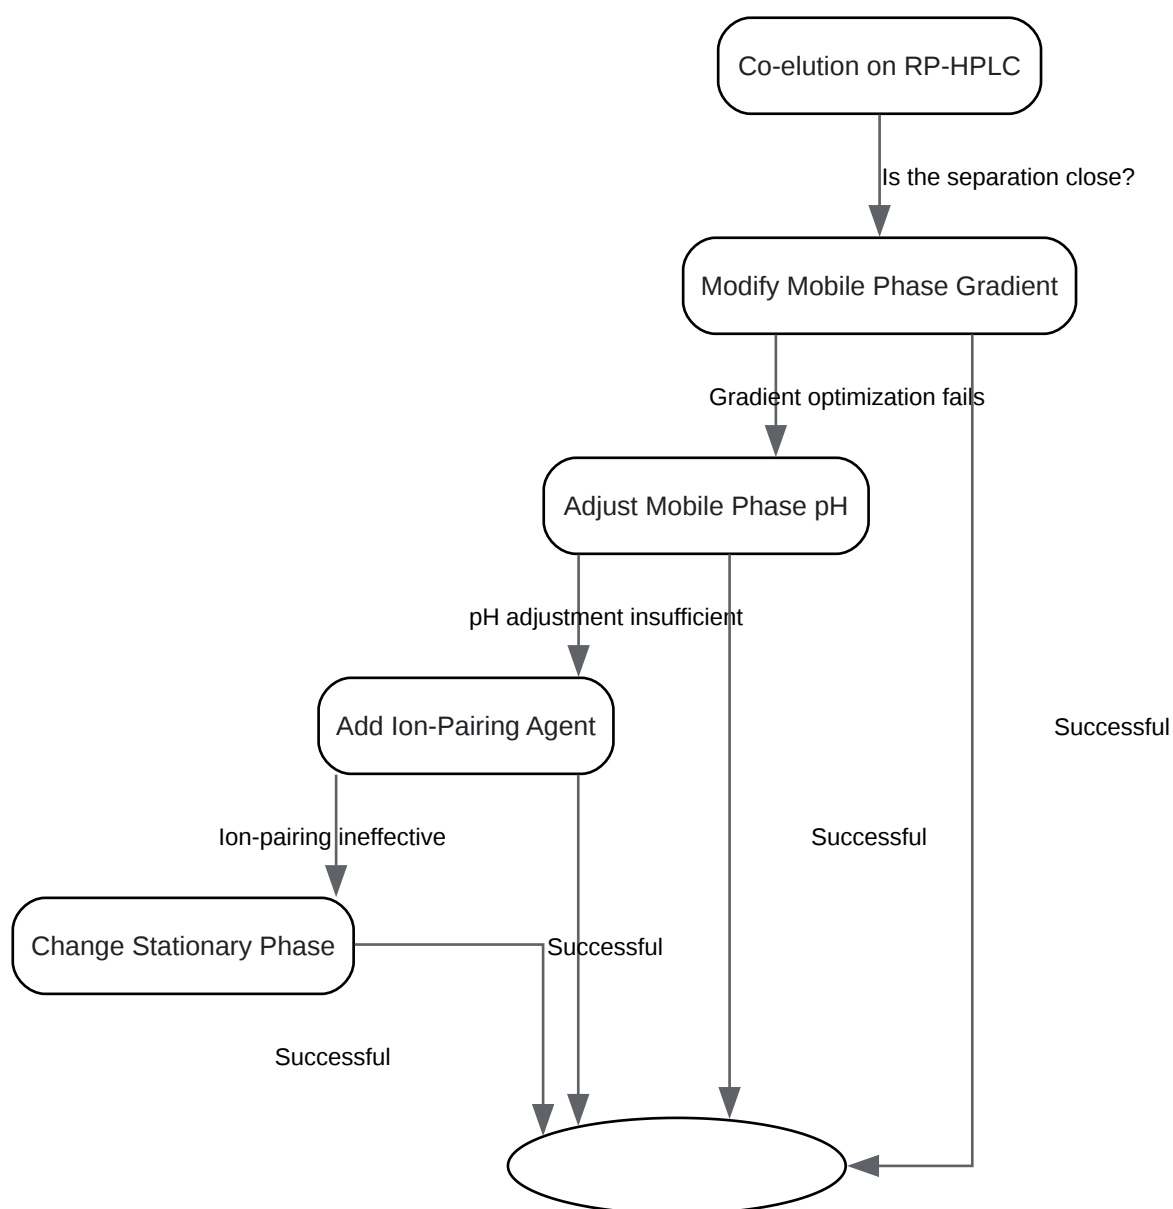 Co-elution on RP-HPLC
Is the separation close?
Modify Mobile Phase Gradient
Gradient optimization fails
Adjust Mobile Phase pH
pH adjustment insufficient
Add Ion-Pairing Agent
Successful
Ion-pairing ineffective
Successful
Change Stationary Phase
Successful
Successful